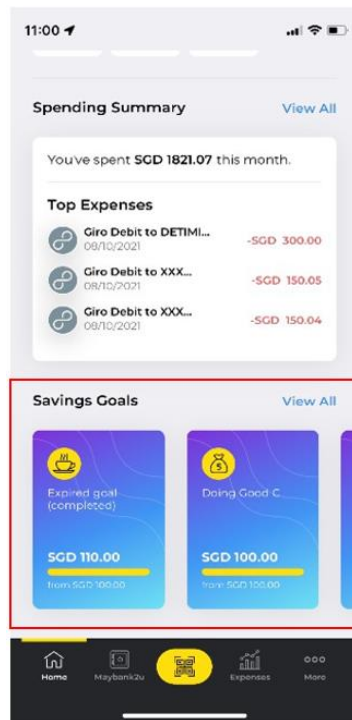 11:00
Spending Summary
View All
You've spent SGD 1821.07 this month.
Top Expenses
Giro Debit to DETIMI...
08/10/2021
-SGD 300.00
Giro Debit to XXX...
08/10/2021
-SGD 150.05
Giro Debit to XXX...
08/10/2021
-SGD 150.04
Savings Goals
View All
Expired goal
(completed)
SGD 110.00
from SGD 100.00
$
Doing Good C...
SGD 100.00
from SGD 100.00
Home
Maybank2u
Expenses
More